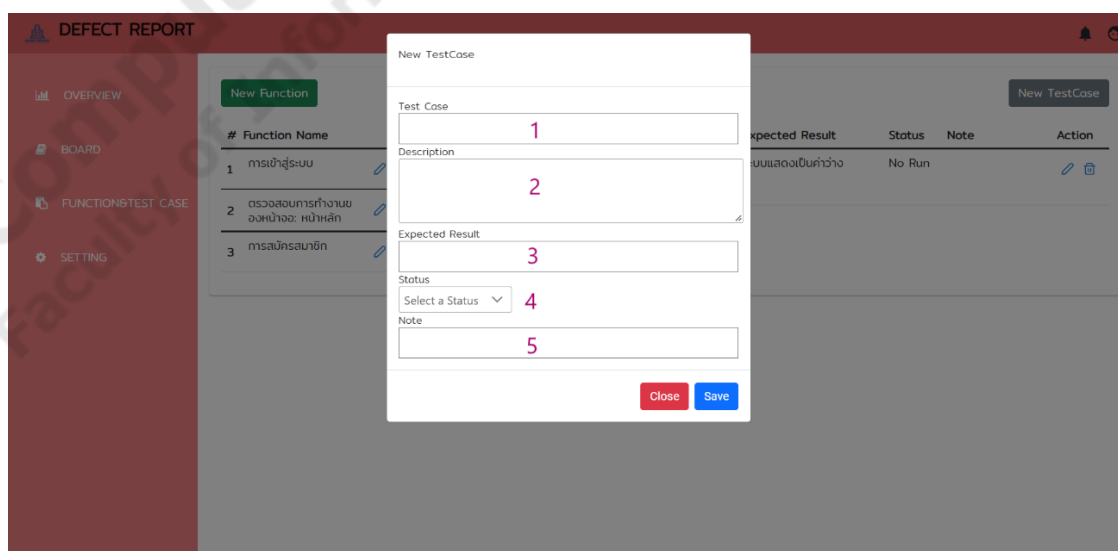 DEFECT REPORT
OVERVIEW
BOARD
FUNCTION&TEST CASE
SETTING
New Function
New TestCase
# Function Name
xpected Result Status Note Action
1 การเข้าสู่ระบบ
บบแสดงเป็นค่าว่าง No Run
2 ตรวจสอบการทำงานข
องหน้าจอ: หน้าหลัก
3 การสมัครสมาชิก
New TestCase
Test Case
1
Description
2
Expected Result
3
Status
Select a Status 4
Note
5
Close Save
Faculty of Infor